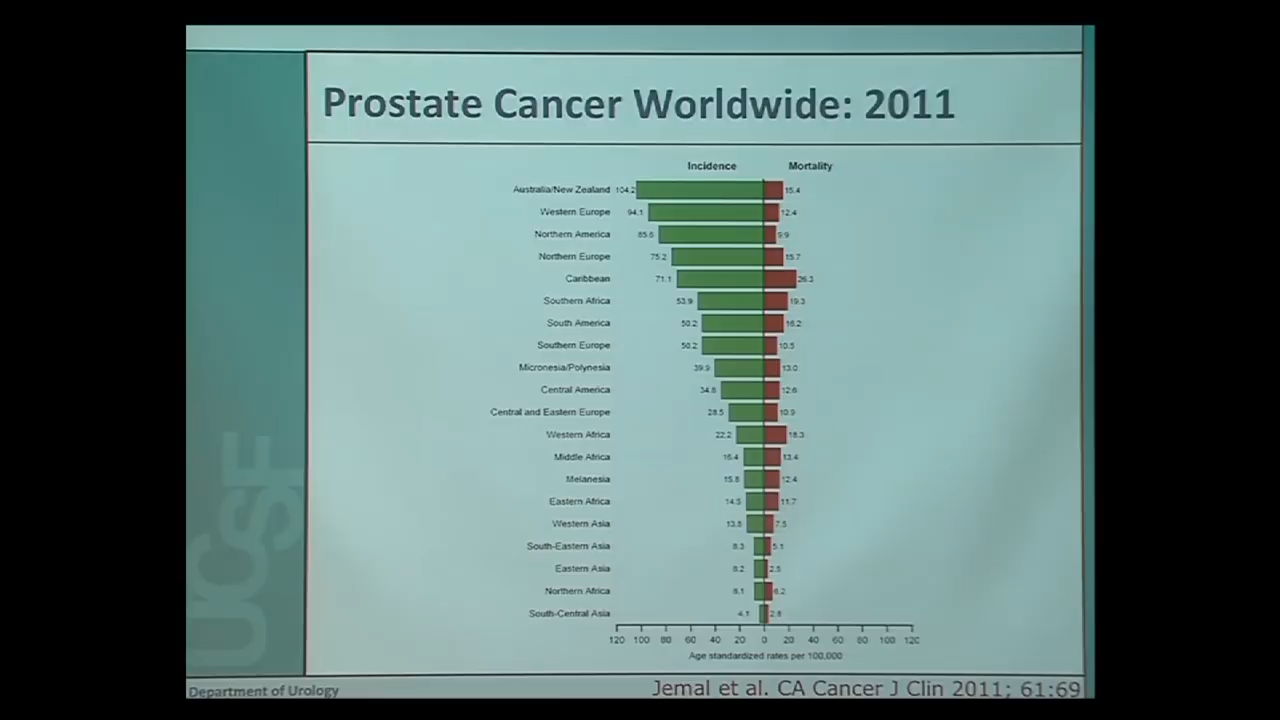 Prostate Cancer Worldwide: 2011
Incidence Mortality
Australia/New Zealand 104.2 15.4
Western Europe 94.1 12.4
Northern America 85.6 9.9
Northern Europe 75.2 15.7
Caribbean 71.1 26.3
Southern Africa 53.9 19.3
South America 50.2 16.2
Southern Europe 50.2 10.5
Micronesia/Polynesia 39.9 13.0
Central America 34.8 12.6
Central and Eastern Europe 28.5 10.9
Western Africa 22.2 18.3
Middle Africa 16.4 13.4
Melanesia 15.8 12.4
Eastern Africa 14.5 11.7
Western Asia 13.8 7.5
South-Eastern Asia 8.3 5.1
Eastern Asia 8.2 2.5
Northern Africa 8.1 6.2
South-Central Asia 4.1 2.8
120 100 80 60 40 20 0 20 40 60 80 100 120
Age standardized rates per 100,000
UCSF
Department of Urology
Jemal et al. CA Cancer J Clin 2011; 61:69